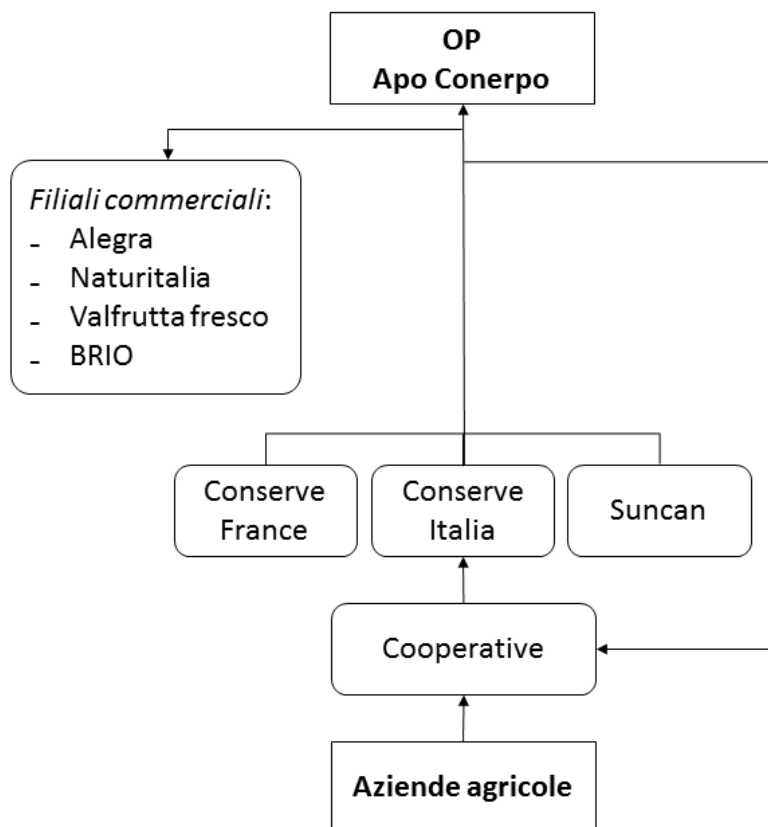 OP
Apo Conerpo
Filiali commerciali:
- Alegra
- Naturitalia
- Valfrutta fresco
- BRIO
Conserve
France
Conserve
Italia
Suncan
Cooperative
Aziende agricole